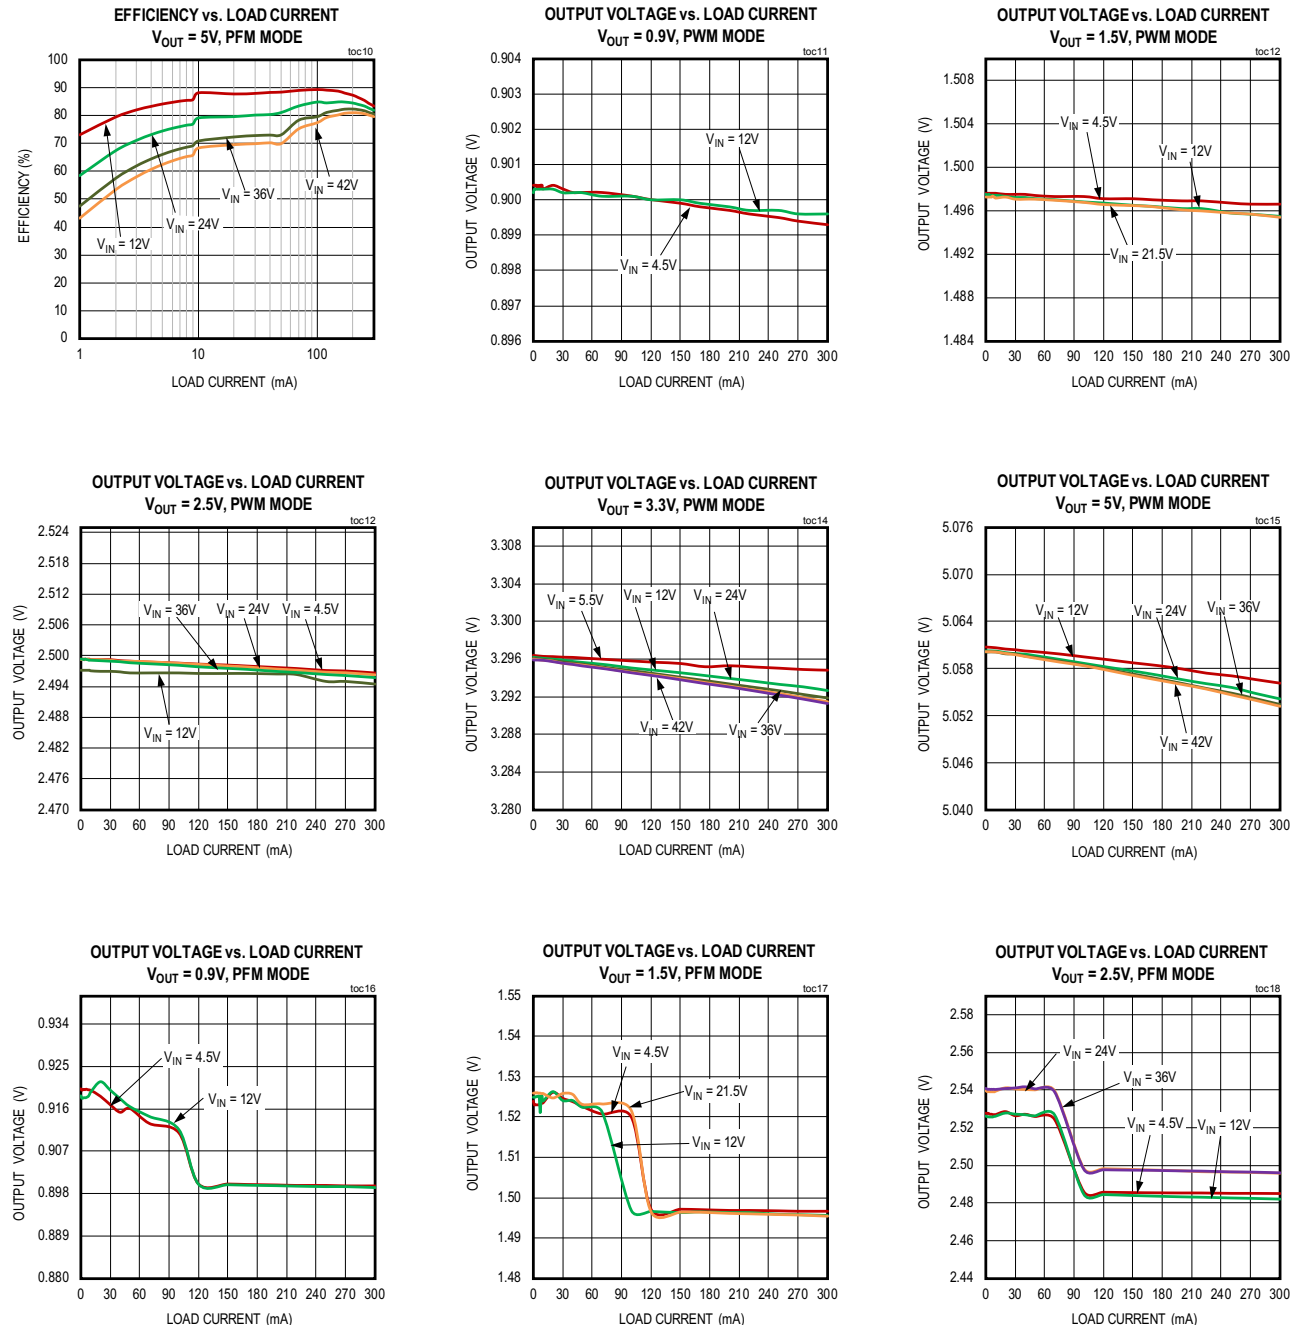 EFFICIENCY vs. LOAD CURRENT
VOUT = 5V, PFM MODE
toc10
100
90
80
70
60
50
40
30
20
10
0
EFFICIENCY (%)
VIN = 12V
VIN = 24V
VIN = 36V
VIN = 42V
1 10 100
LOAD CURRENT (mA)
OUTPUT VOLTAGE vs. LOAD CURRENT
VOUT = 0.9V, PWM MODE
toc11
0.904
0.903
0.902
0.901
0.900
0.899
0.898
0.897
0.896
OUTPUT VOLTAGE (V)
VIN = 12V
VIN = 4.5V
0 30 60 90 120 150 180 210 240 270 300
LOAD CURRENT (mA)
OUTPUT VOLTAGE vs. LOAD CURRENT
VOUT = 1.5V, PWM MODE
toc12
1.508
1.504
1.500
1.496
1.492
1.488
1.484
OUTPUT VOLTAGE (V)
VIN = 4.5V
VIN = 12V
VIN = 21.5V
0 30 60 90 120 150 180 210 240 270 300
LOAD CURRENT (mA)
OUTPUT VOLTAGE vs. LOAD CURRENT
VOUT = 2.5V, PWM MODE
toc12
2.524
2.518
2.512
2.506
2.500
2.494
2.488
2.482
2.476
2.470
OUTPUT VOLTAGE (V)
VIN = 36V
VIN = 24V
VIN = 4.5V
VIN = 12V
0 30 60 90 120 150 180 210 240 270 300
LOAD CURRENT (mA)
OUTPUT VOLTAGE vs. LOAD CURRENT
VOUT = 3.3V, PWM MODE
toc14
3.308
3.304
3.300
3.296
3.292
3.288
3.284
3.280
OUTPUT VOLTAGE (V)
VIN = 5.5V
VIN = 12V
VIN = 24V
VIN = 42V
VIN = 36V
0 30 60 90 120 150 180 210 240 270 300
LOAD CURRENT (mA)
OUTPUT VOLTAGE vs. LOAD CURRENT
VOUT = 5V, PWM MODE
toc15
5.076
5.070
5.064
5.058
5.052
5.046
5.040
OUTPUT VOLTAGE (V)
VIN = 12V
VIN = 24V
VIN = 36V
VIN = 42V
0 30 60 90 120 150 180 210 240 270 300
LOAD CURRENT (mA)
OUTPUT VOLTAGE vs. LOAD CURRENT
VOUT = 0.9V, PFM MODE
toc16
0.934
0.925
0.916
0.907
0.898
0.889
0.880
OUTPUT VOLTAGE (V)
VIN = 4.5V
VIN = 12V
0 30 60 90 120 150 180 210 240 270 300
LOAD CURRENT (mA)
OUTPUT VOLTAGE vs. LOAD CURRENT
VOUT = 1.5V, PFM MODE
toc17
1.55
1.54
1.53
1.52
1.51
1.50
1.49
1.48
OUTPUT VOLTAGE (V)
VIN = 4.5V
VIN = 21.5V
VIN = 12V
0 30 60 90 120 150 180 210 240 270 300
LOAD CURRENT (mA)
OUTPUT VOLTAGE vs. LOAD CURRENT
VOUT = 2.5V, PFM MODE
toc18
2.58
2.56
2.54
2.52
2.50
2.48
2.46
2.44
OUTPUT VOLTAGE (V)
VIN = 24V
VIN = 36V
VIN = 4.5V
VIN = 12V
0 30 60 90 120 150 180 210 240 270 300
LOAD CURRENT (mA)